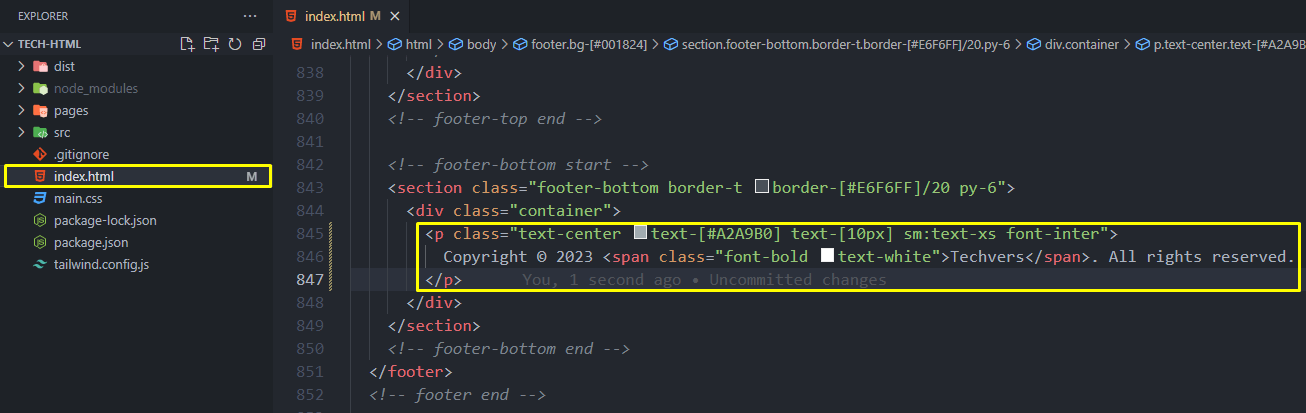 EXPLORER ···
TECH-HTML
dist
node_modules
pages
src
.gitignore
index.html M
main.css
package-lock.json
package.json
tailwind.config.js
index.html M ×
index.html > html > body > footer.bg-[#001824] > section.footer-bottom.border-t.border-[#E6F6FF]/20.py-6 > div.container > p.text-center.text-[#A2A9B
838 </div>
839 </section>
840 <!-- footer-top end -->
841
842 <!-- footer-bottom start -->
843 <section class="footer-bottom border-t border-[#E6F6FF]/20 py-6">
844 <div class="container">
845 <p class="text-center text-[#A2A9B0] text-[10px] sm:text-xs font-inter">
846 Copyright © 2023 <span class="font-bold text-white">Techvers</span>. All rights reserved.
847 </p> You, 1 second ago • Uncommitted changes
848 </div>
849 </section>
850 <!-- footer-bottom end -->
851 </footer>
852 <!-- footer end -->